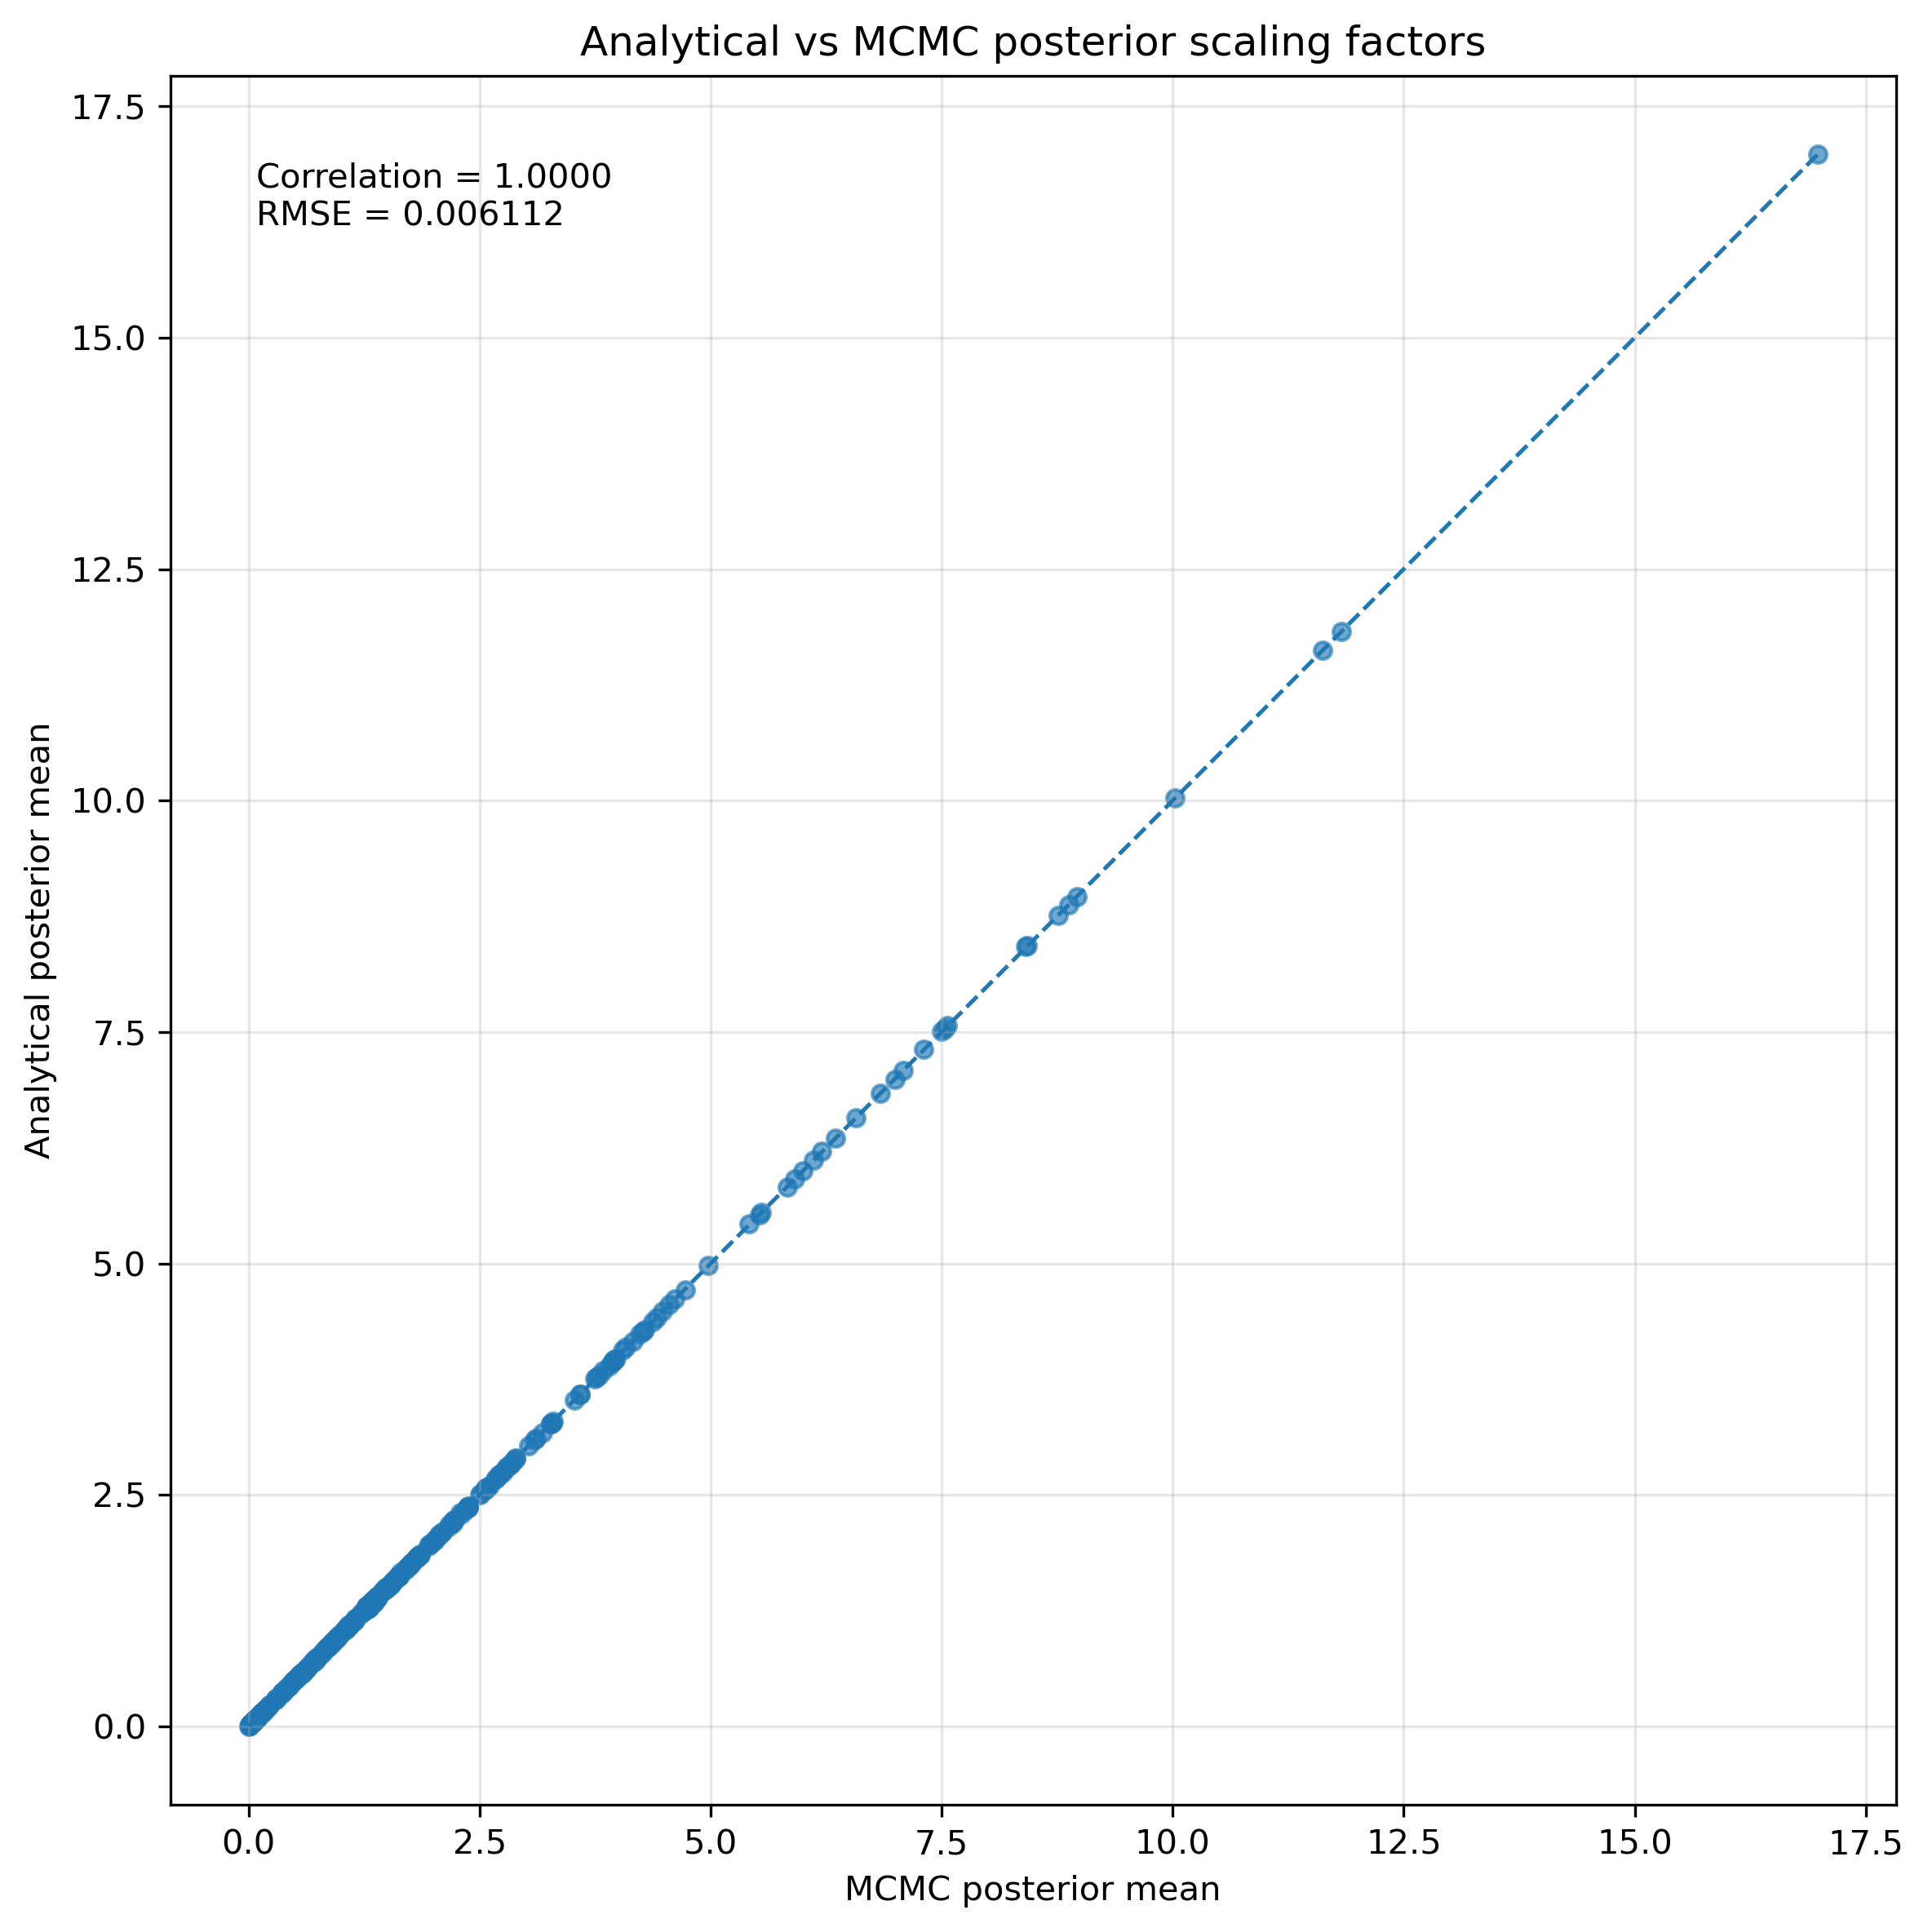 Analytical vs MCMC posterior scaling factors
17.5
Correlation = 1.0000
RMSE = 0.006112
15.0
12.5
10.0
7.5
5.0
2.5
0.0
Analytical posterior mean
0.0 2.5 5.0 7.5 10.0 12.5 15.0 17.5
MCMC posterior mean